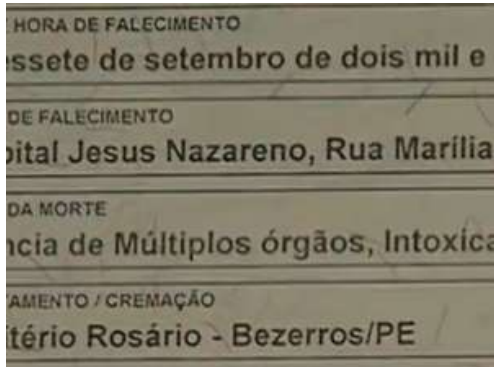 HORA DE FALECIMENTO
essete de setembro de dois mil e
DE FALECIMENTO
pital Jesus Nazareno, Rua Marília
DA MORTE
ncia de Múltiplos órgãos, Intoxica
TAMENTO / CREMAÇÃO
itério Rosário - Bezerros/PE